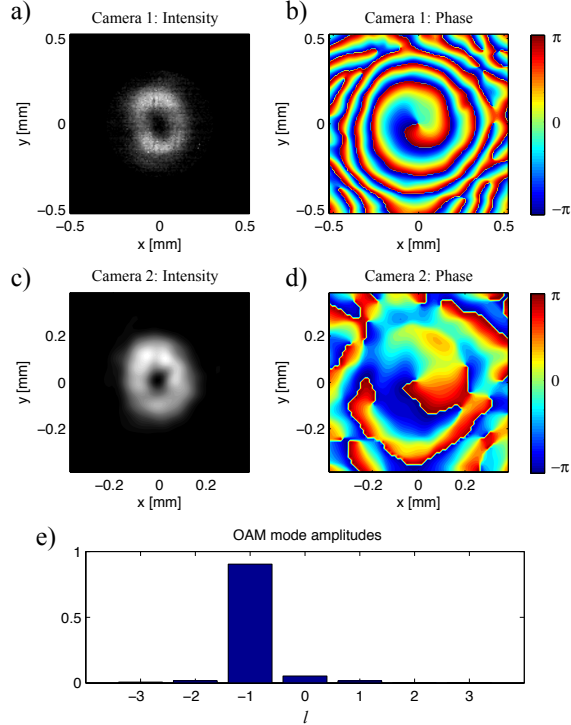 a)
Camera 1: Intensity
y [mm]
0.5
0
−0.5
−0.5 0 0.5
x [mm]
b)
Camera 1: Phase
y [mm]
0.5
0
−0.5
−0.5 0 0.5
x [mm]
π
0
−π
c)
Camera 2: Intensity
y [mm]
0.2
0
−0.2
−0.2 0 0.2
x [mm]
d)
Camera 2: Phase
y [mm]
0.2
0
−0.2
−0.2 0 0.2
x [mm]
π
0
−π
e)
OAM mode amplitudes
1
0.5
0
−3 −2 −1 0 1 2 3
l